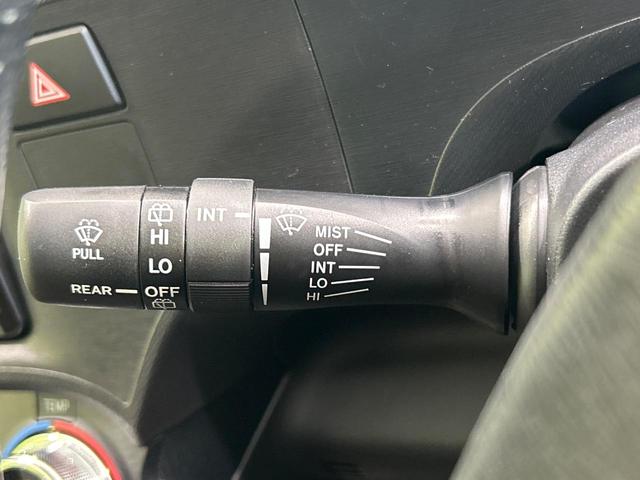 PULL
REAR
HI
LO
OFF
INT
MIST
OFF
INT
LO
HI
TEMP